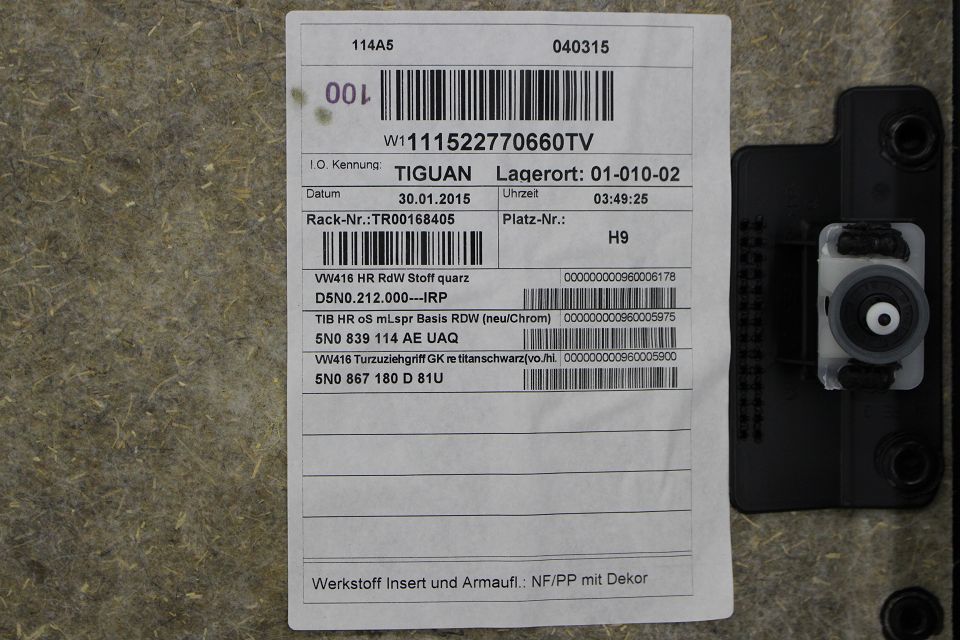 114A5 040315
100
W1111522770660TV
I.O. Kennung: TIGUAN Lagerort: 01-010-02
Datum 30.01.2015 Uhrzeit 03:49:25
Rack-Nr.:TR00168405 Platz-Nr.:
H9
VW416 HR RdW Stoff quarz 000000000960006178
D5N0.212.000---IRP
TIB HR oS mLspr Basis RDW (neu/Chrom) 000000000960005975
5N0 839 114 AE UAQ
VW416 Turzuziehgriff GK re titanschwarz(vo./hi. 000000000960005900
5N0 867 180 D 81U
Werkstoff Insert und Armaufl.: NF/PP mit Dekor